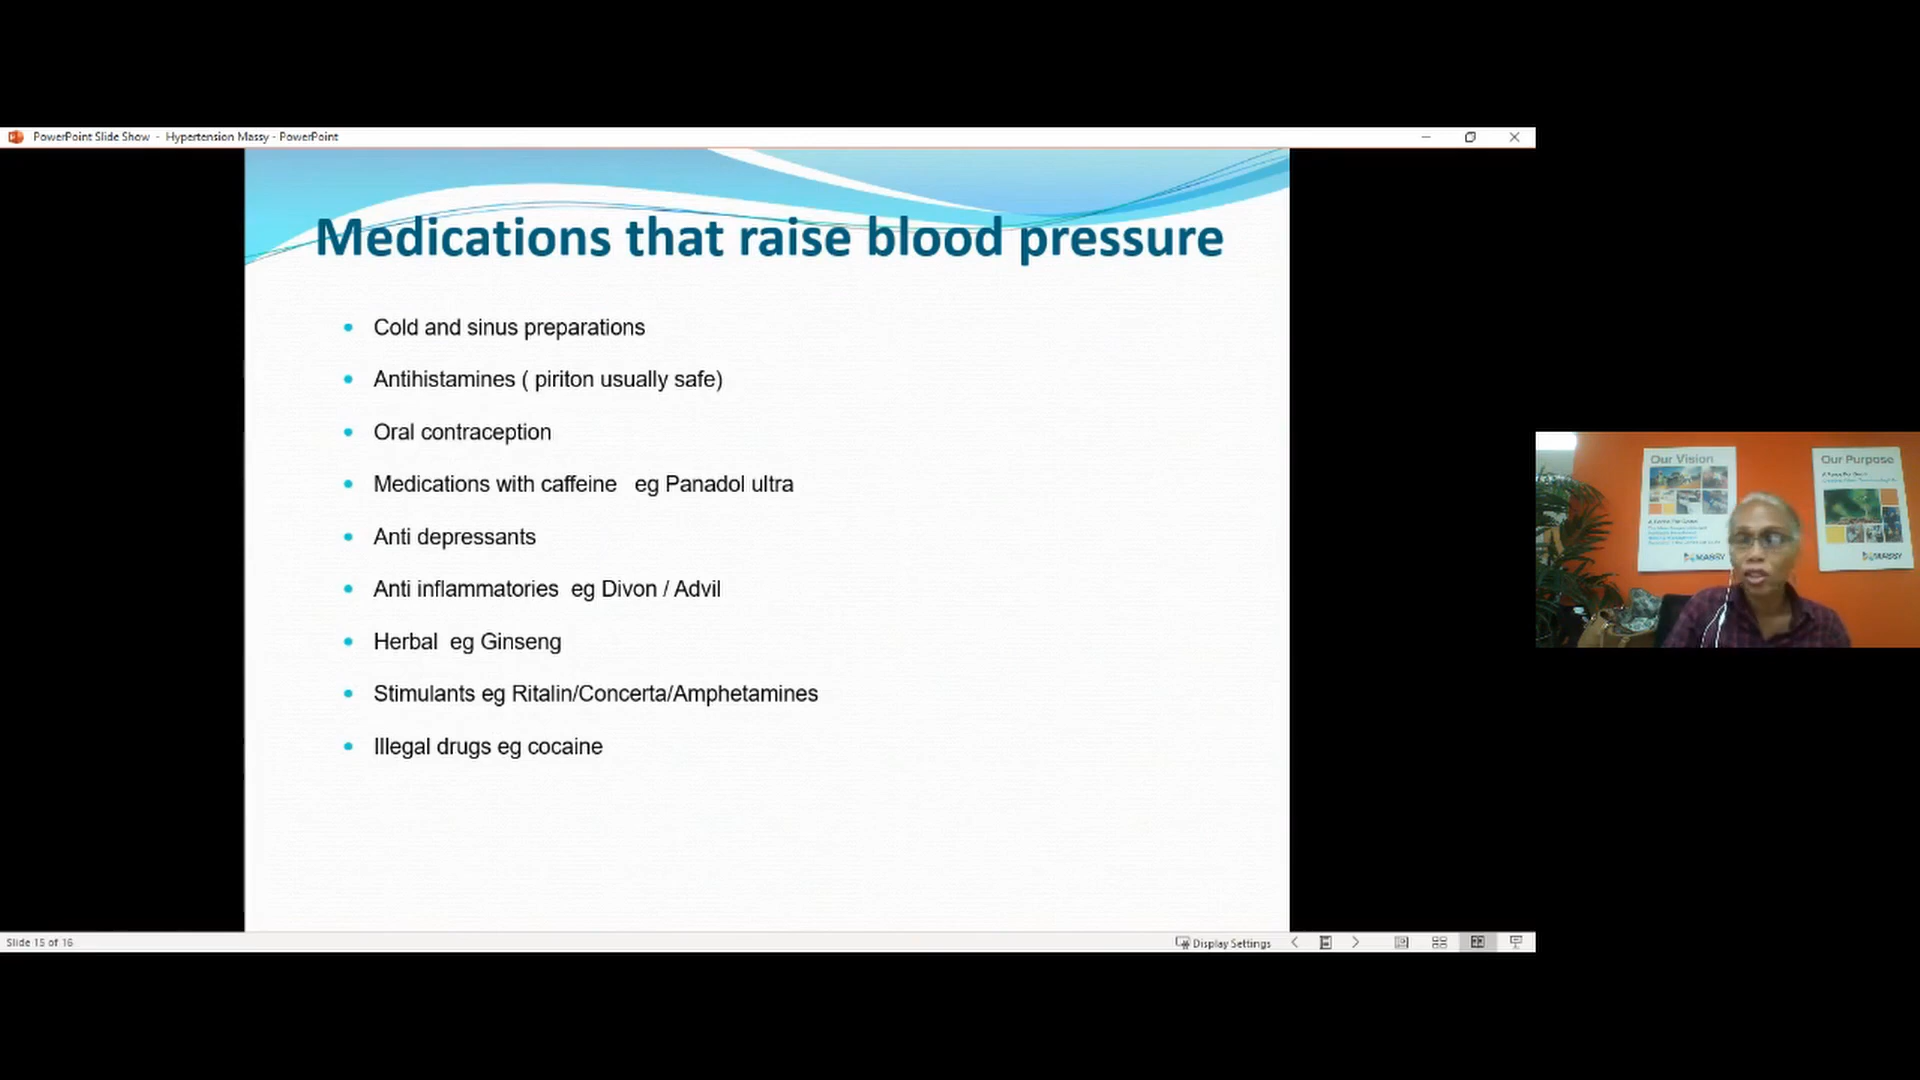 PowerPoint Slide Show - Hypertension Massy - PowerPoint
Medications that raise blood pressure
Cold and sinus preparations
Antihistamines ( piriton usually safe)
Oral contraception
Medications with caffeine eg Panadol ultra
Anti depressants
Anti inflammatories eg Divon / Advil
Herbal eg Ginseng
Stimulants eg Ritalin/Concerta/Amphetamines
Illegal drugs eg cocaine
Our Vision
MASSY
Our Purpose
MASSY
Slide 15 of 16
Display Settings